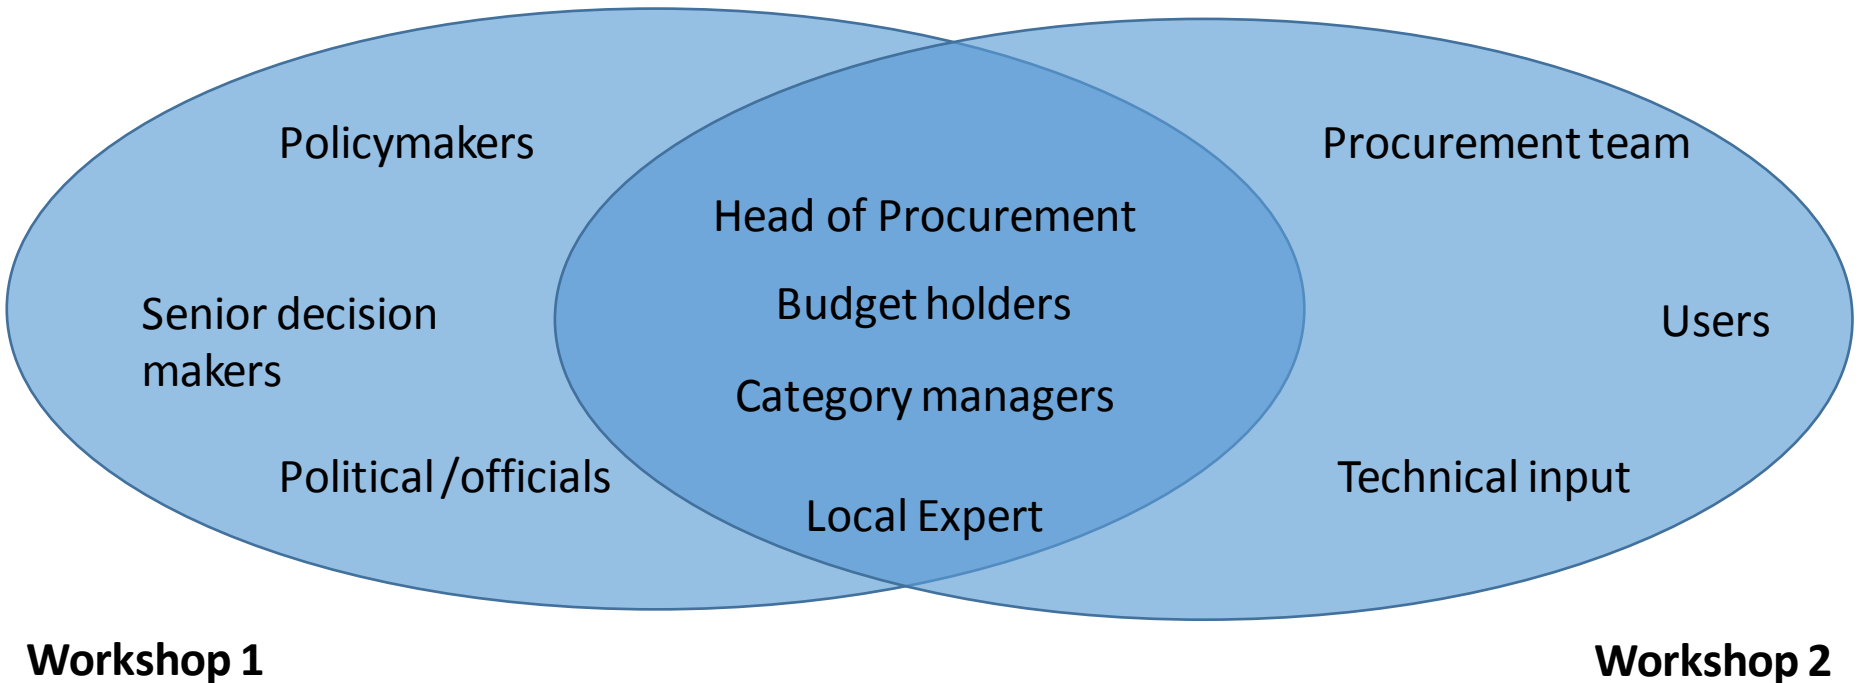 Policymakers
Senior decision
makers
Political /officials
Head of Procurement
Budget holders
Category managers
Local Expert
Procurement team
Users
Technical input
Workshop 1
Workshop 2